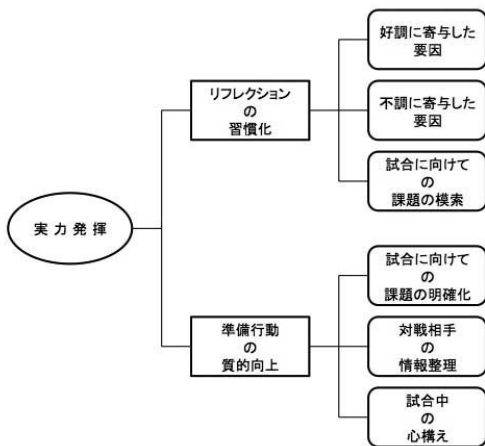 実力発揮
リフレクション
の
習慣化
好調に寄与した
要因
不調に寄与した
要因
試合に向けて
の
課題の模索
準備行動
の
質的向上
試合に向けて
の
課題の明確化
対戦相手
の
情報整理
試合中
の
心構え